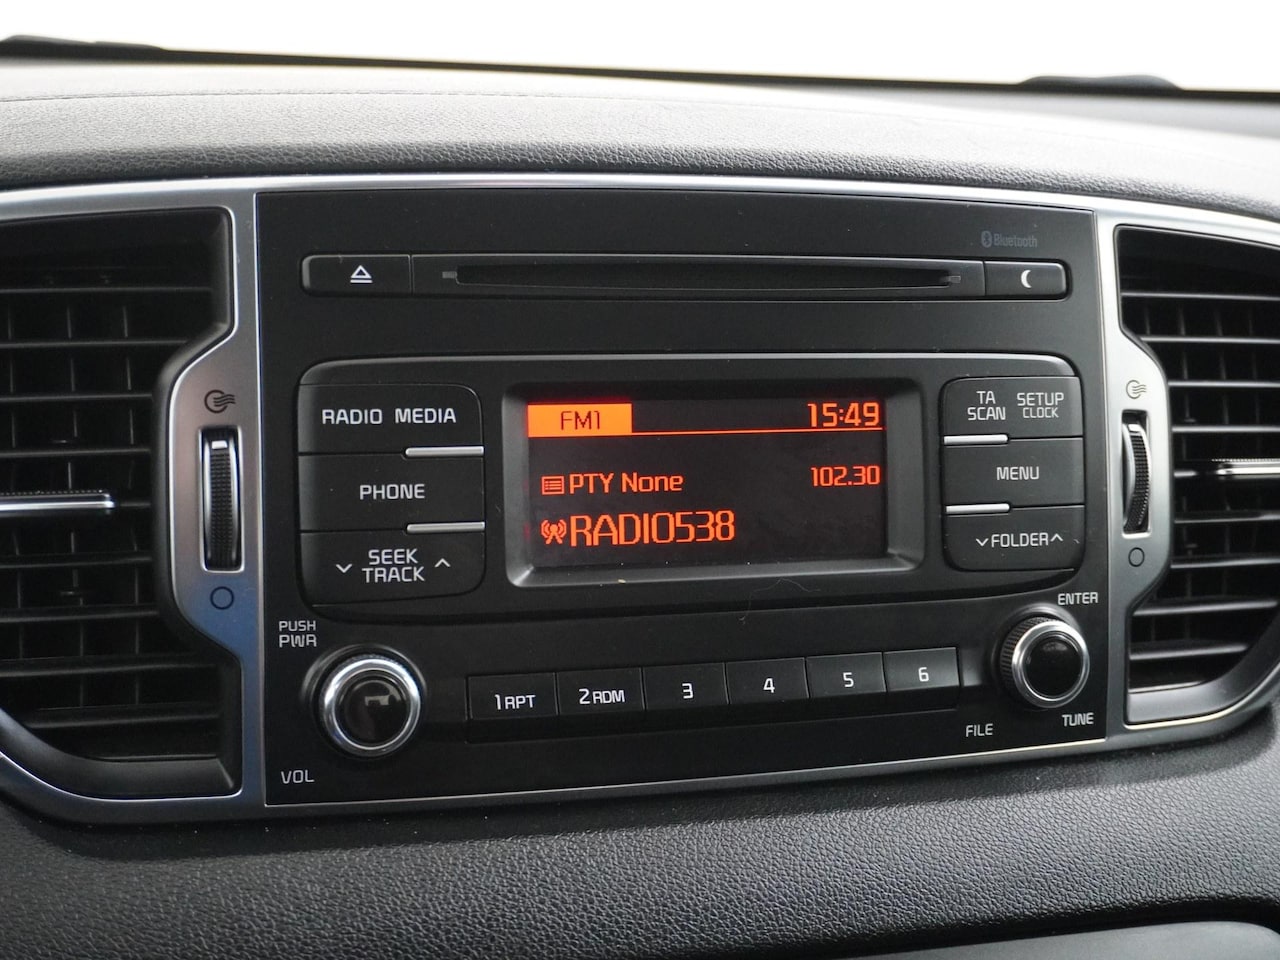 Bluetooth
RADIO MEDIA
PHONE
SEEK
TRACK
PUSH
PWR
VOL
FM1 15:49
PTY None 102.30
RADIO538
TA
SCAN
SETUP
CLOCK
MENU
FOLDER
ENTER
1 RPT 2 RDM 3 4 5 6
FILE
TUNE